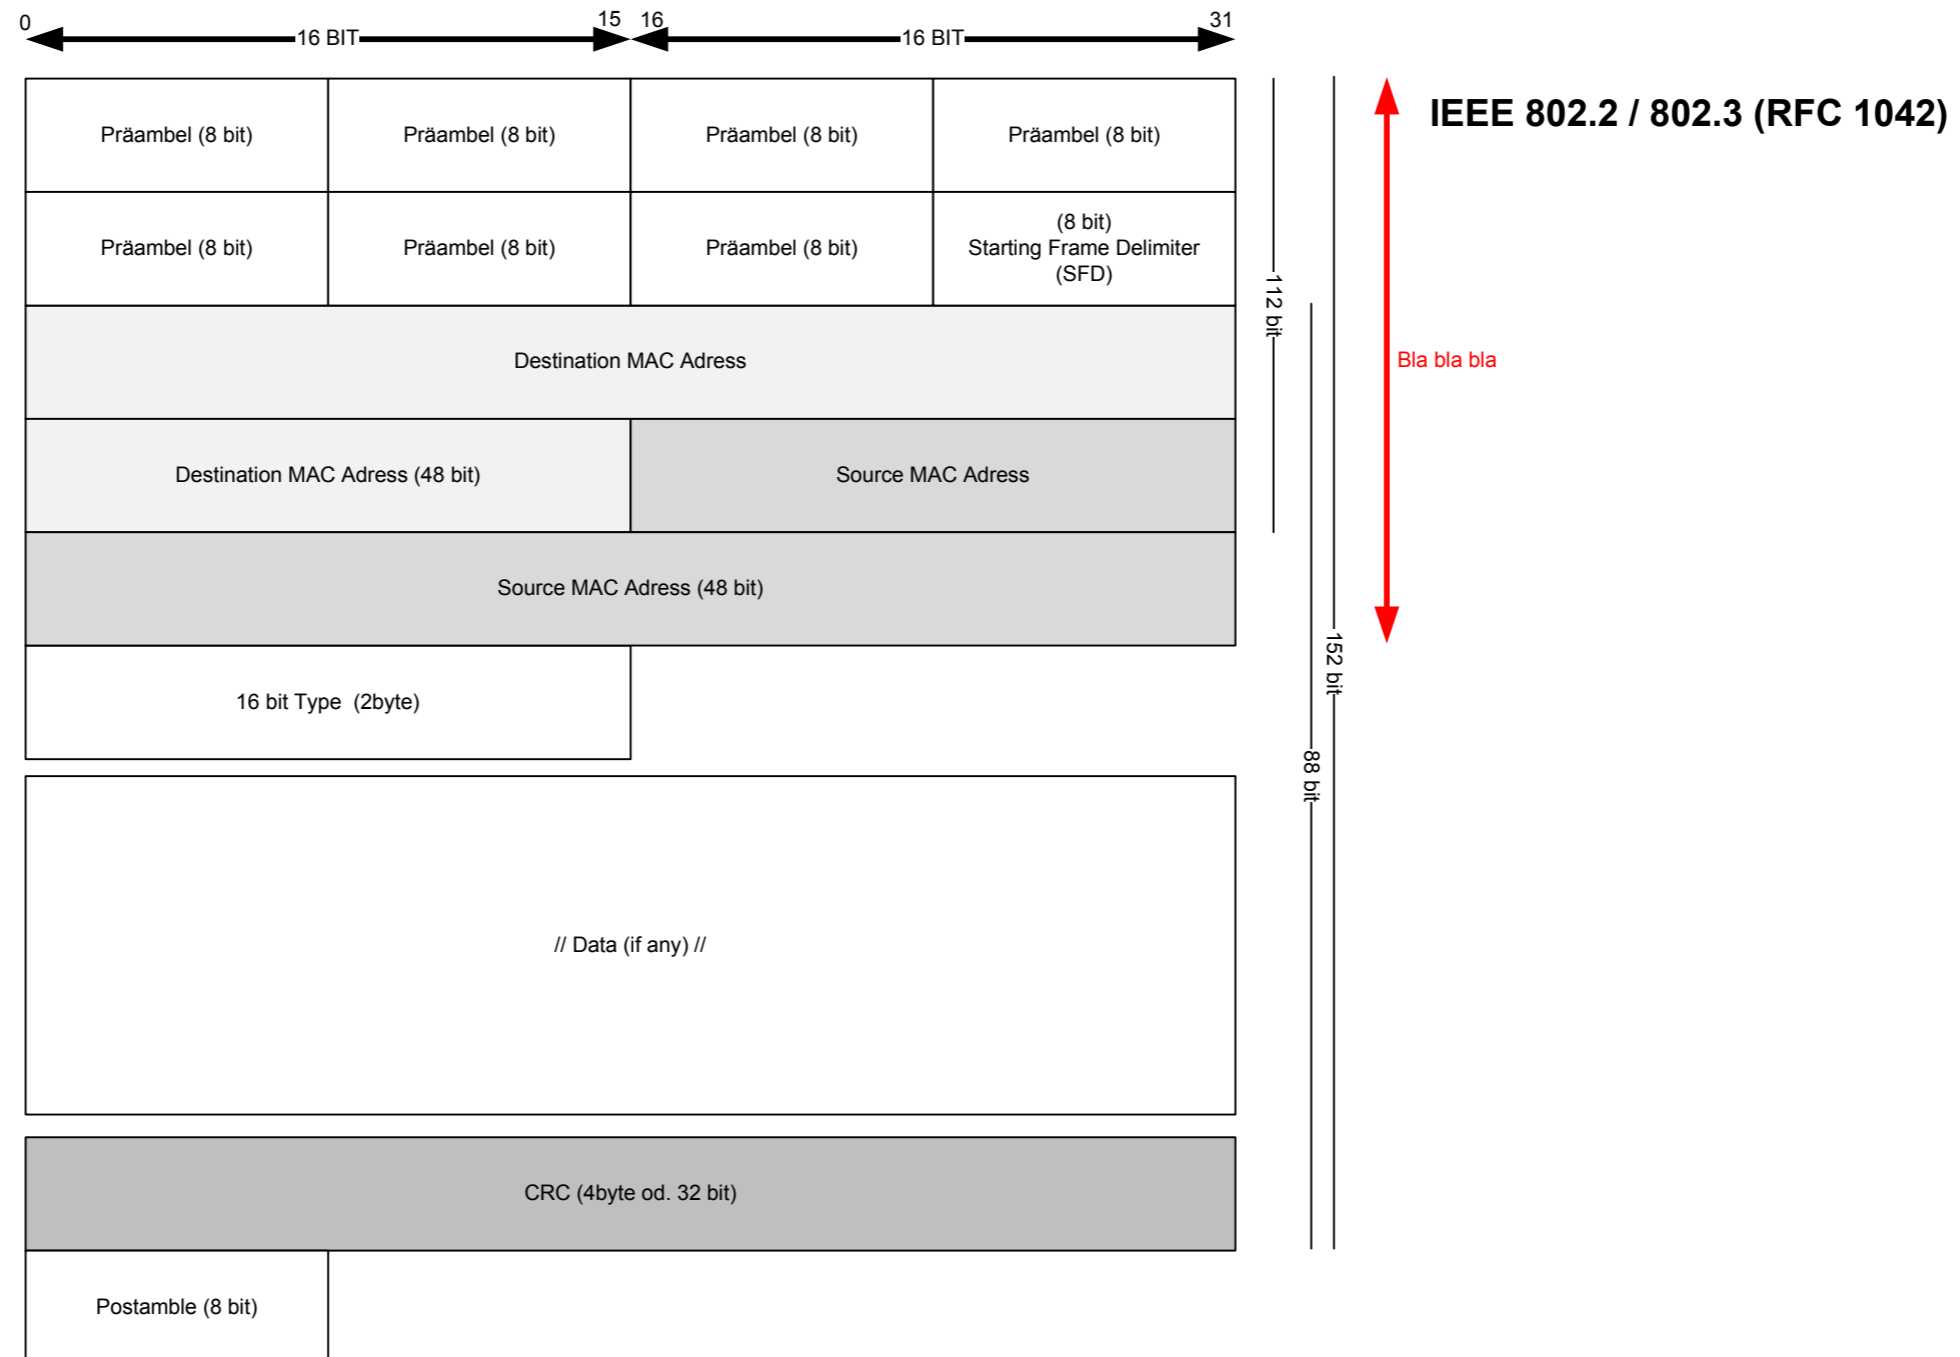 0
15
16
31
16 BIT
16 BIT
IEEE 802.2 / 802.3 (RFC 1042)
Präambel (8 bit)
Präambel (8 bit)
Präambel (8 bit)
Präambel (8 bit)
Präambel (8 bit)
Präambel (8 bit)
Präambel (8 bit)
(8 bit)
Starting Frame Delimiter
(SFD)
112 bit
Destination MAC Adress
Bla bla bla
Destination MAC Adress (48 bit)
Source MAC Adress
Source MAC Adress (48 bit)
152 bit
16 bit Type  (2byte)
88 bit
// Data (if any) //
CRC (4byte od. 32 bit)
Postamble (8 bit)